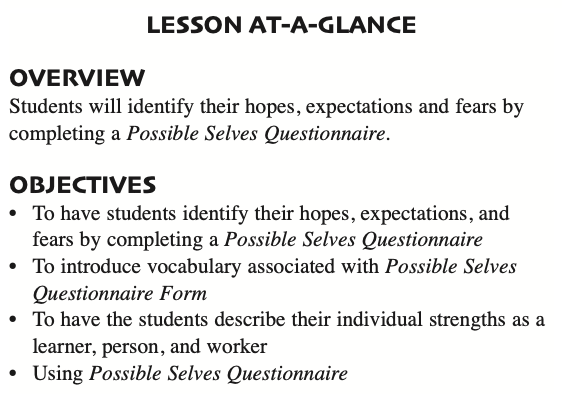 LESSON AT-A-GLANCE
OVERVIEW
Students will identify their hopes, expectations and fears by
completing a Possible Selves Questionnaire.
OBJECTIVES
• To have students identify their hopes, expectations, and
fears by completing a Possible Selves Questionnaire
• To introduce vocabulary associated with Possible Selves
Questionnaire Form
• To have the students describe their individual strengths as a
learner, person, and worker
• Using Possible Selves Questionnaire